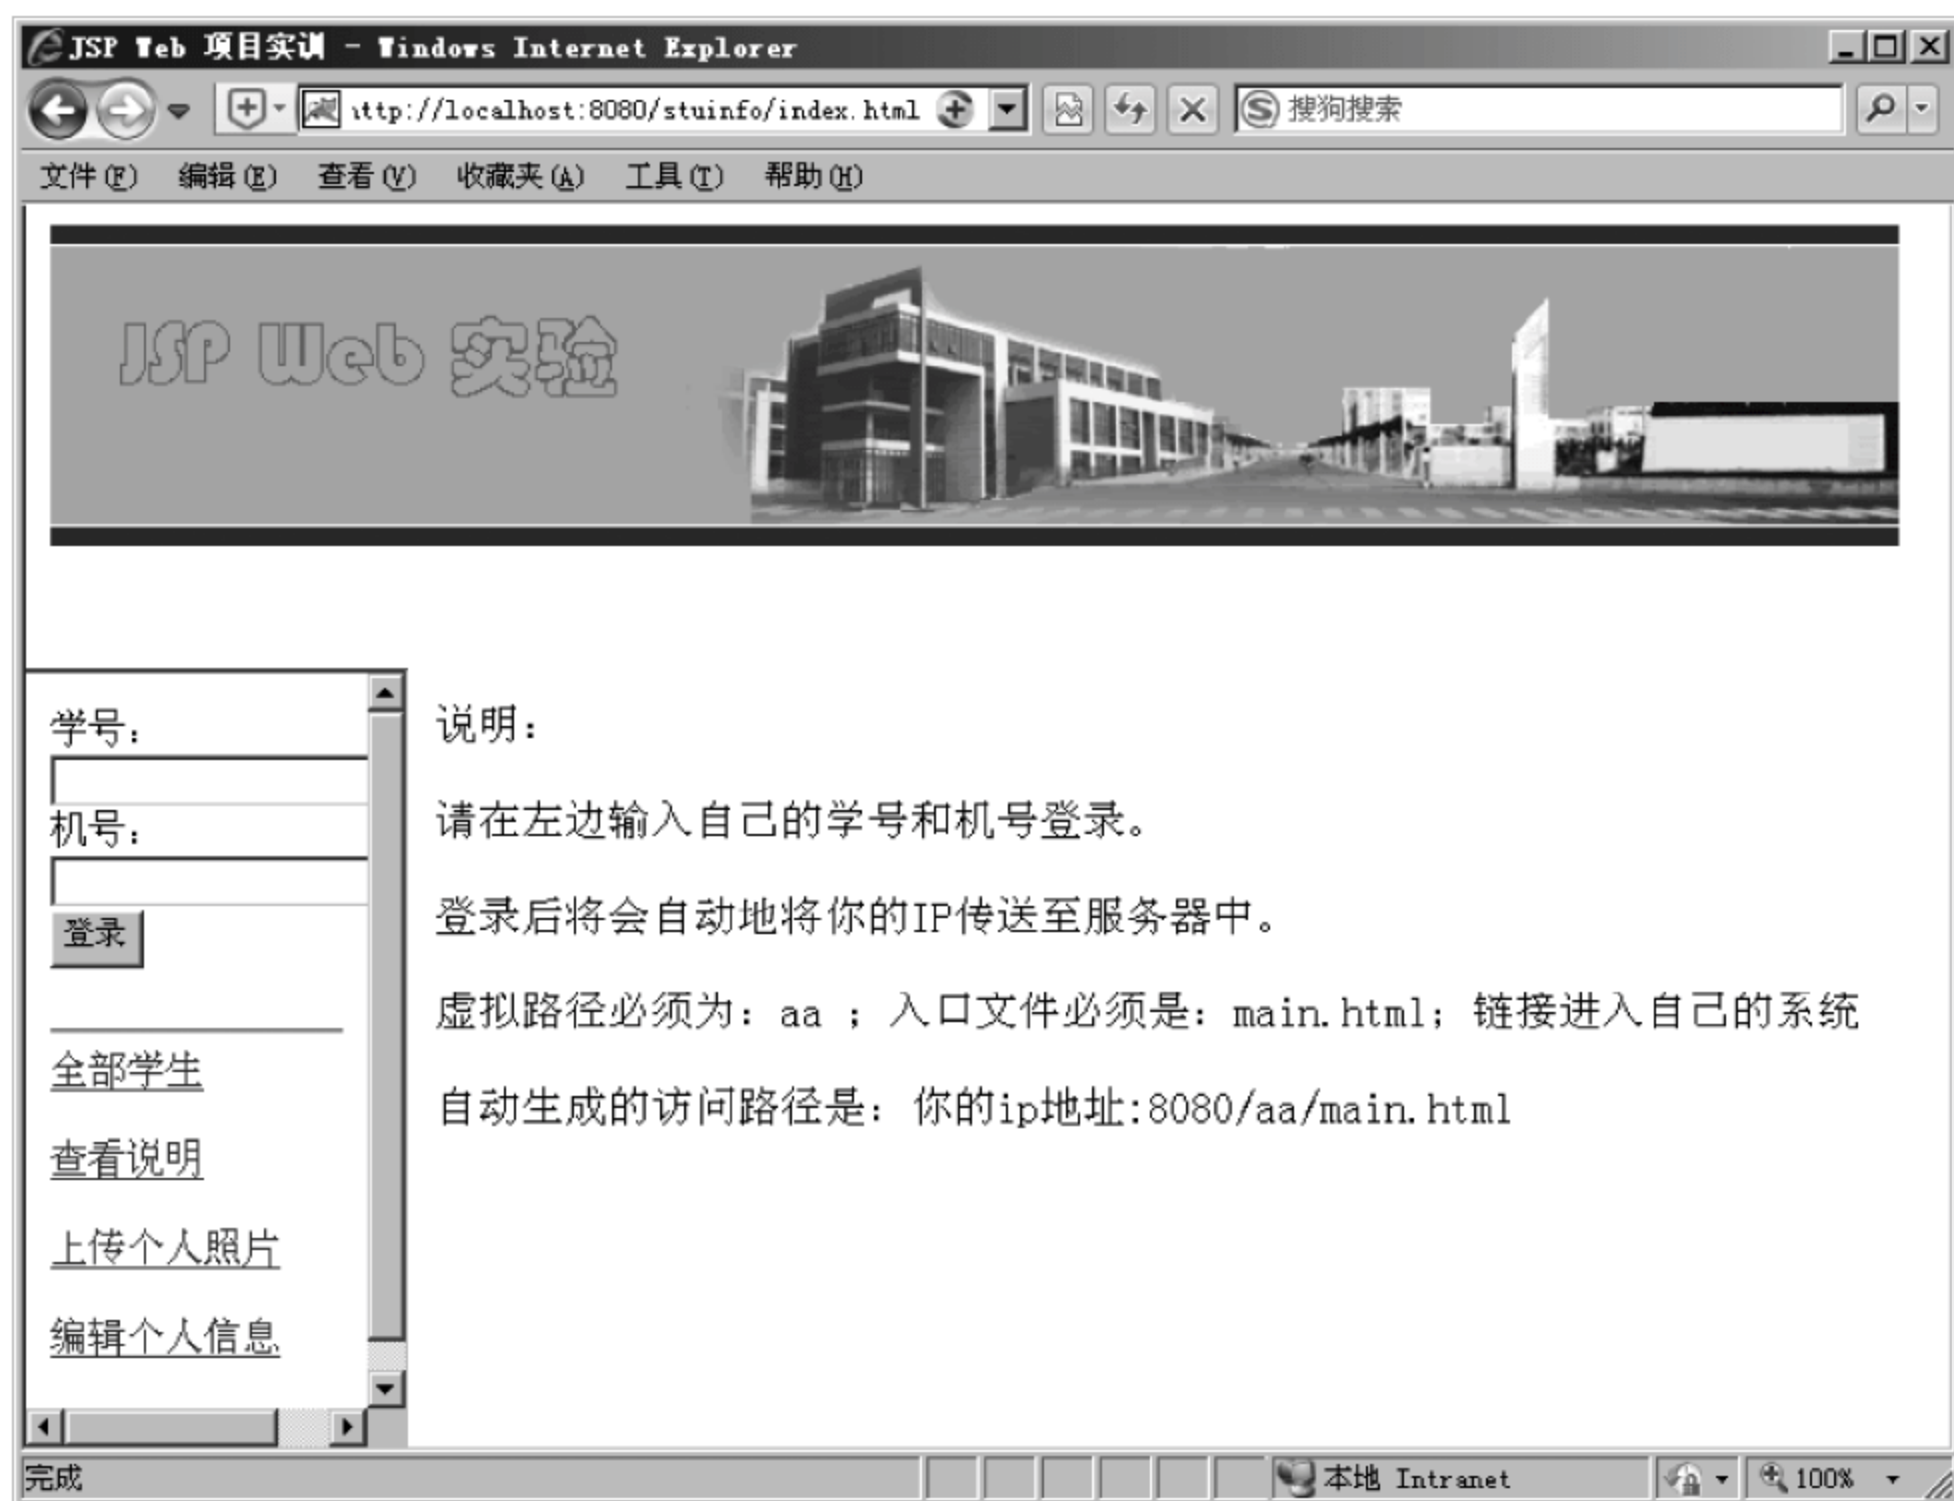 JSP Web 项目实训 - Windows Internet Explorer
http://localhost:8080/stuinfo/index.html
搜狗搜索
文件(F) 编辑(E) 查看(V) 收藏夹(A) 工具(T) 帮助(H)
JSP Web 实验
学号:
机号:
登录
全部学生
查看说明
上传个人照片
编辑个人信息
说明:
请在左边输入自己的学号和机号登录。
登录后将会自动地将你的IP传送至服务器中。
虚拟路径必须为: aa ; 入口文件必须是: main.html; 链接进入自己的系统
自动生成的访问路径是: 你的ip地址:8080/aa/main.html
完成
本地 Intranet
100%